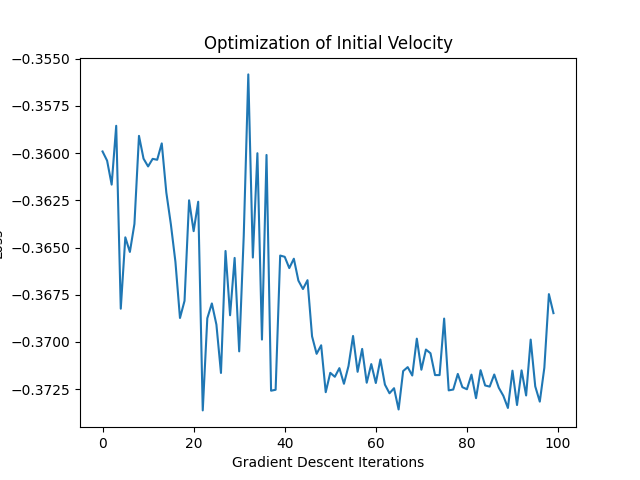 Optimization of Initial Velocity
−0.3550
−0.3575
−0.3600
−0.3625
−0.3650
−0.3675
−0.3700
−0.3725
Loss
0 20 40 60 80 100
Gradient Descent Iterations